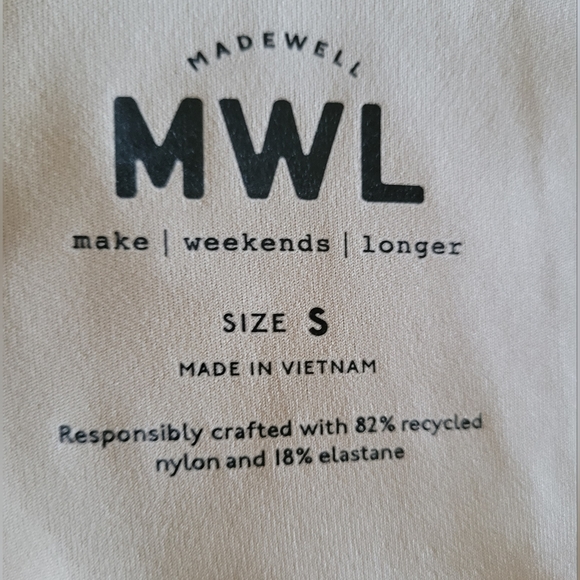 MADEWELL
MWL
make | weekends | longer
SIZE S
MADE IN VIETNAM
Responsibly crafted with 82% recycled
nylon and 18% elastane